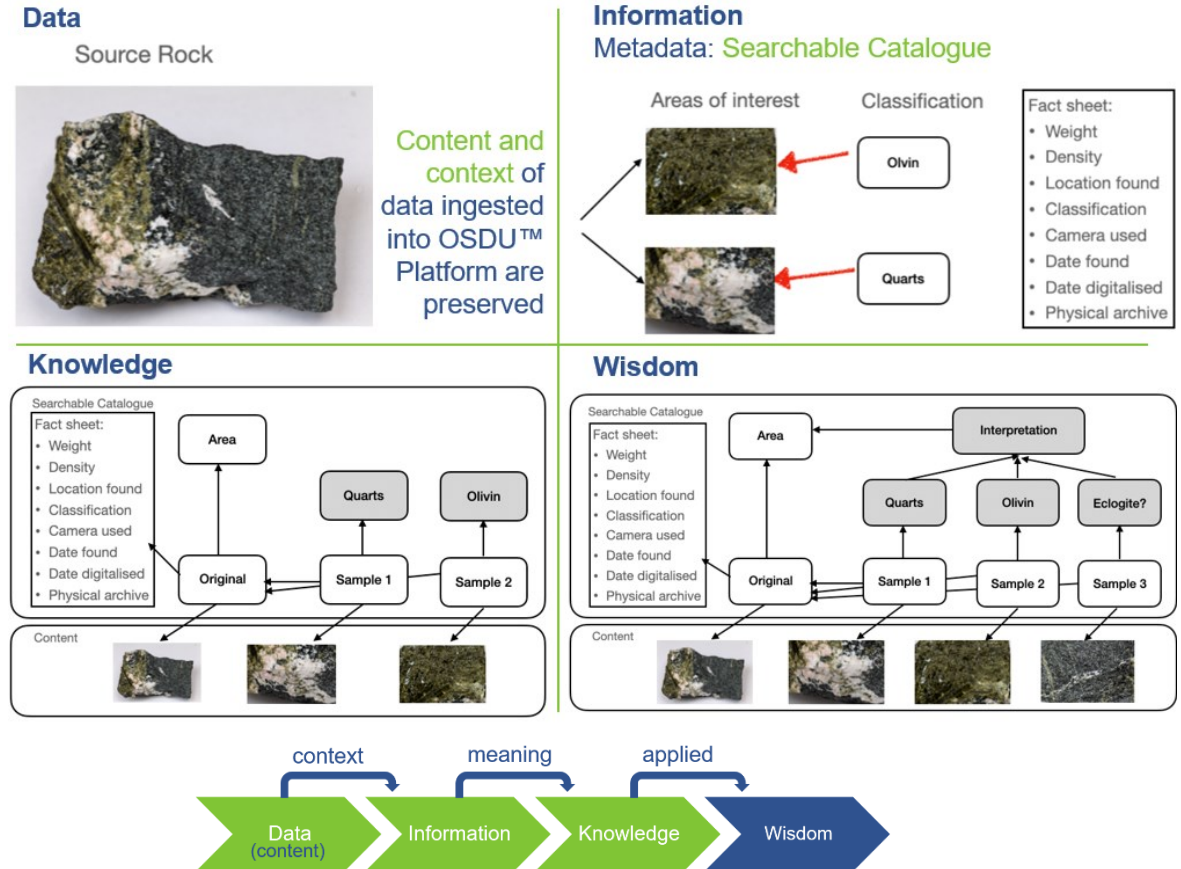 Data
Source Rock
Content and
context of
data ingested
into OSDU™
Platform are
preserved
Information
Metadata: Searchable Catalogue
Areas of interest
Classification
Olvin
Quarts
Fact sheet:
• Weight
• Density
• Location found
• Classification
• Camera used
• Date found
• Date digitalised
• Physical archive
Knowledge
Searchable Catalogue
Fact sheet:
• Weight
• Density
• Location found
• Classification
• Camera used
• Date found
• Date digitalised
• Physical archive
Area
Quarts
Olivin
Original
Sample 1
Sample 2
Content
Wisdom
Searchable Catalogue
Fact sheet:
• Weight
• Density
• Location found
• Classification
• Camera used
• Date found
• Date digitalised
• Physical archive
Area
Interpretation
Quarts
Olivin
Eclogite?
Original
Sample 1
Sample 2
Sample 3
Content
context
meaning
applied
Data
(content)
Information
Knowledge
Wisdom